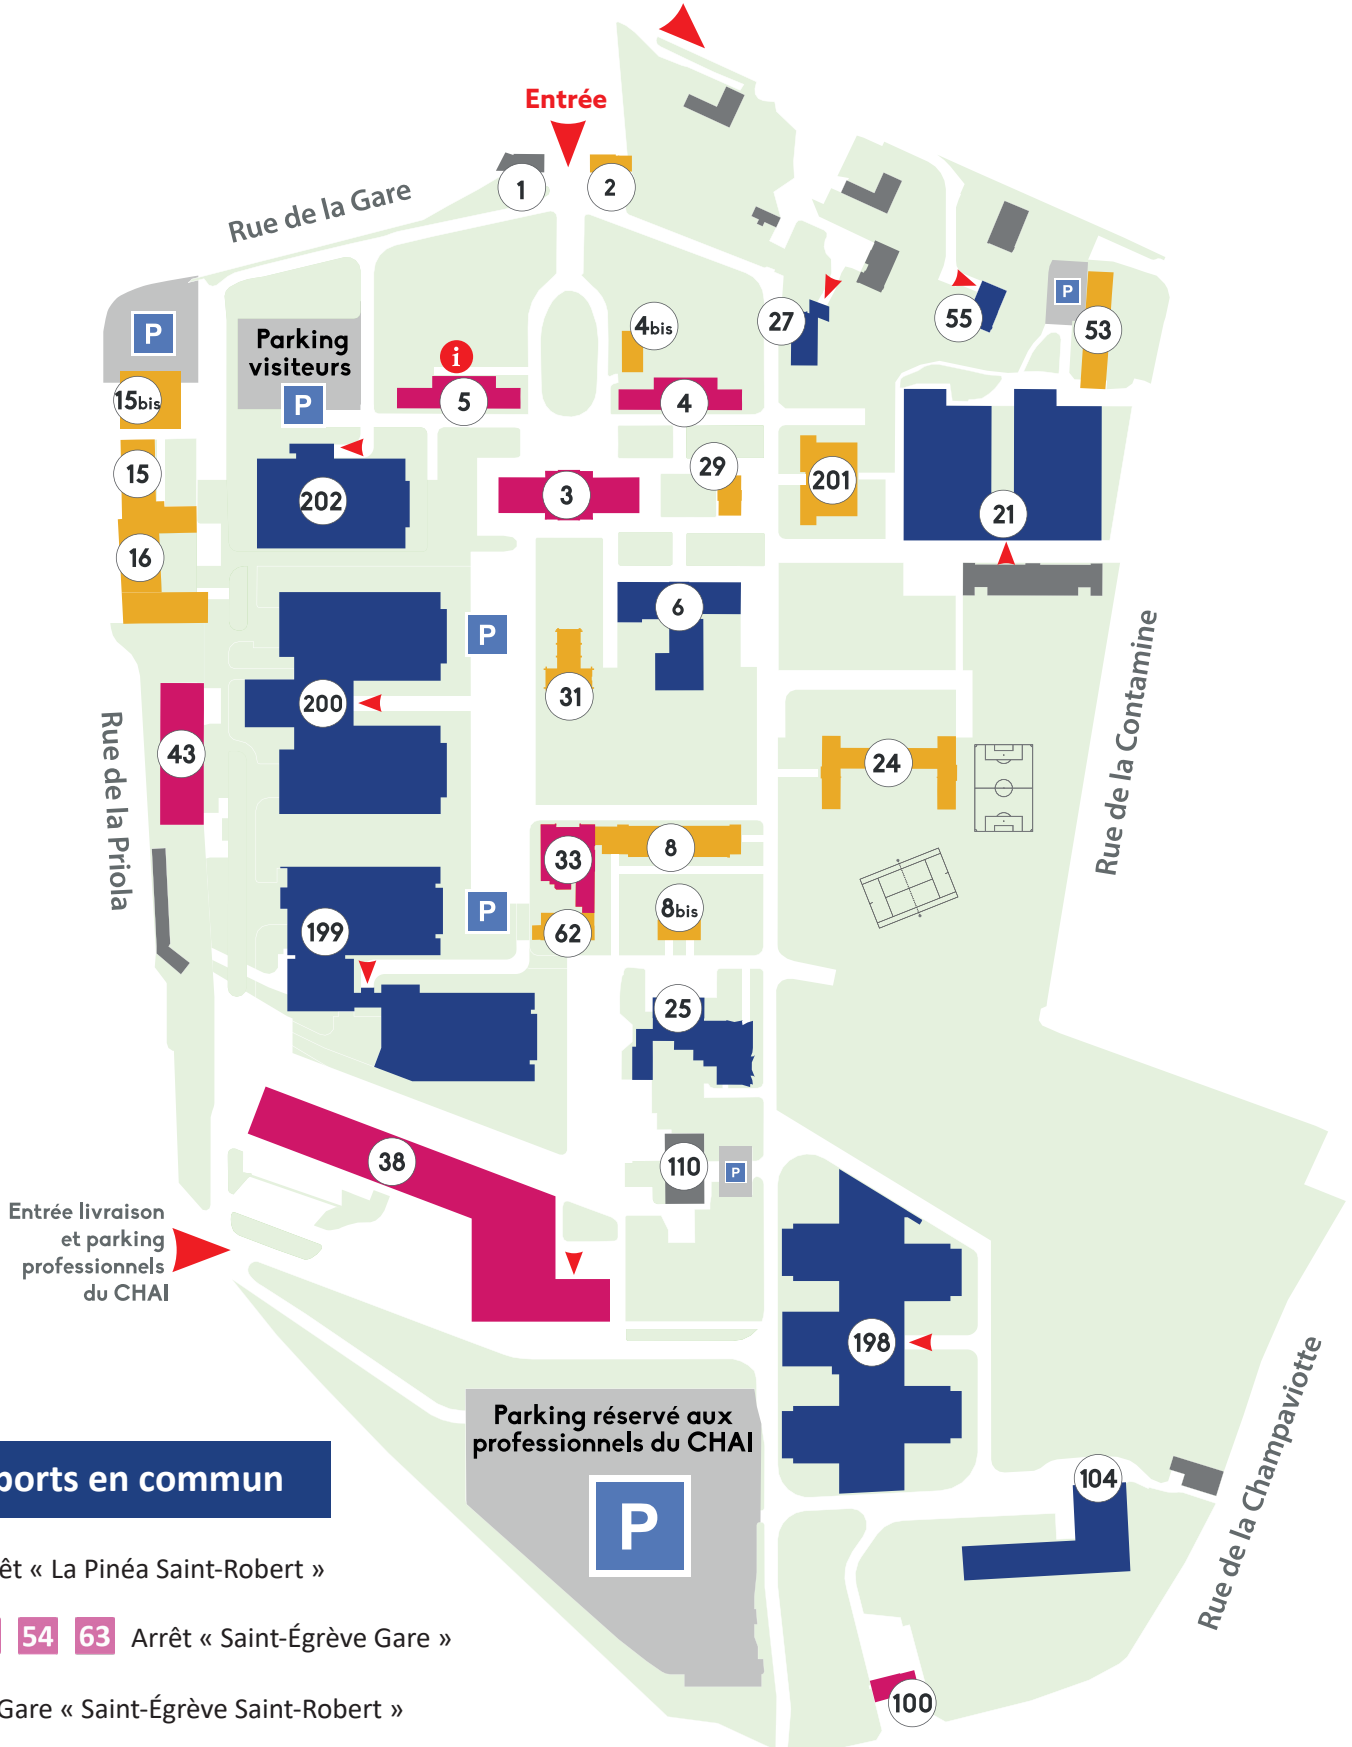 Entrée
1
2
Rue de la Gare
P
Parking
visiteurs
P
i
5
4bis
4
27
55
P
53
15bis
15
16
202
3
29
201
21
6
P
31
200
43
Rue de la Priola
Rue de la Contamine
24
33
8
8bis
62
P
199
25
38
110
P
Entrée livraison
et parking
professionnels
du CHAI
198
Parking réservé aux
professionnels du CHAI
P
104
Rue de la Champaviotte
100
ports en commun
êt « La Pinéa Saint-Robert »
54 63 Arrêt « Saint-Égrève Gare »
Gare « Saint-Égrève Saint-Robert »